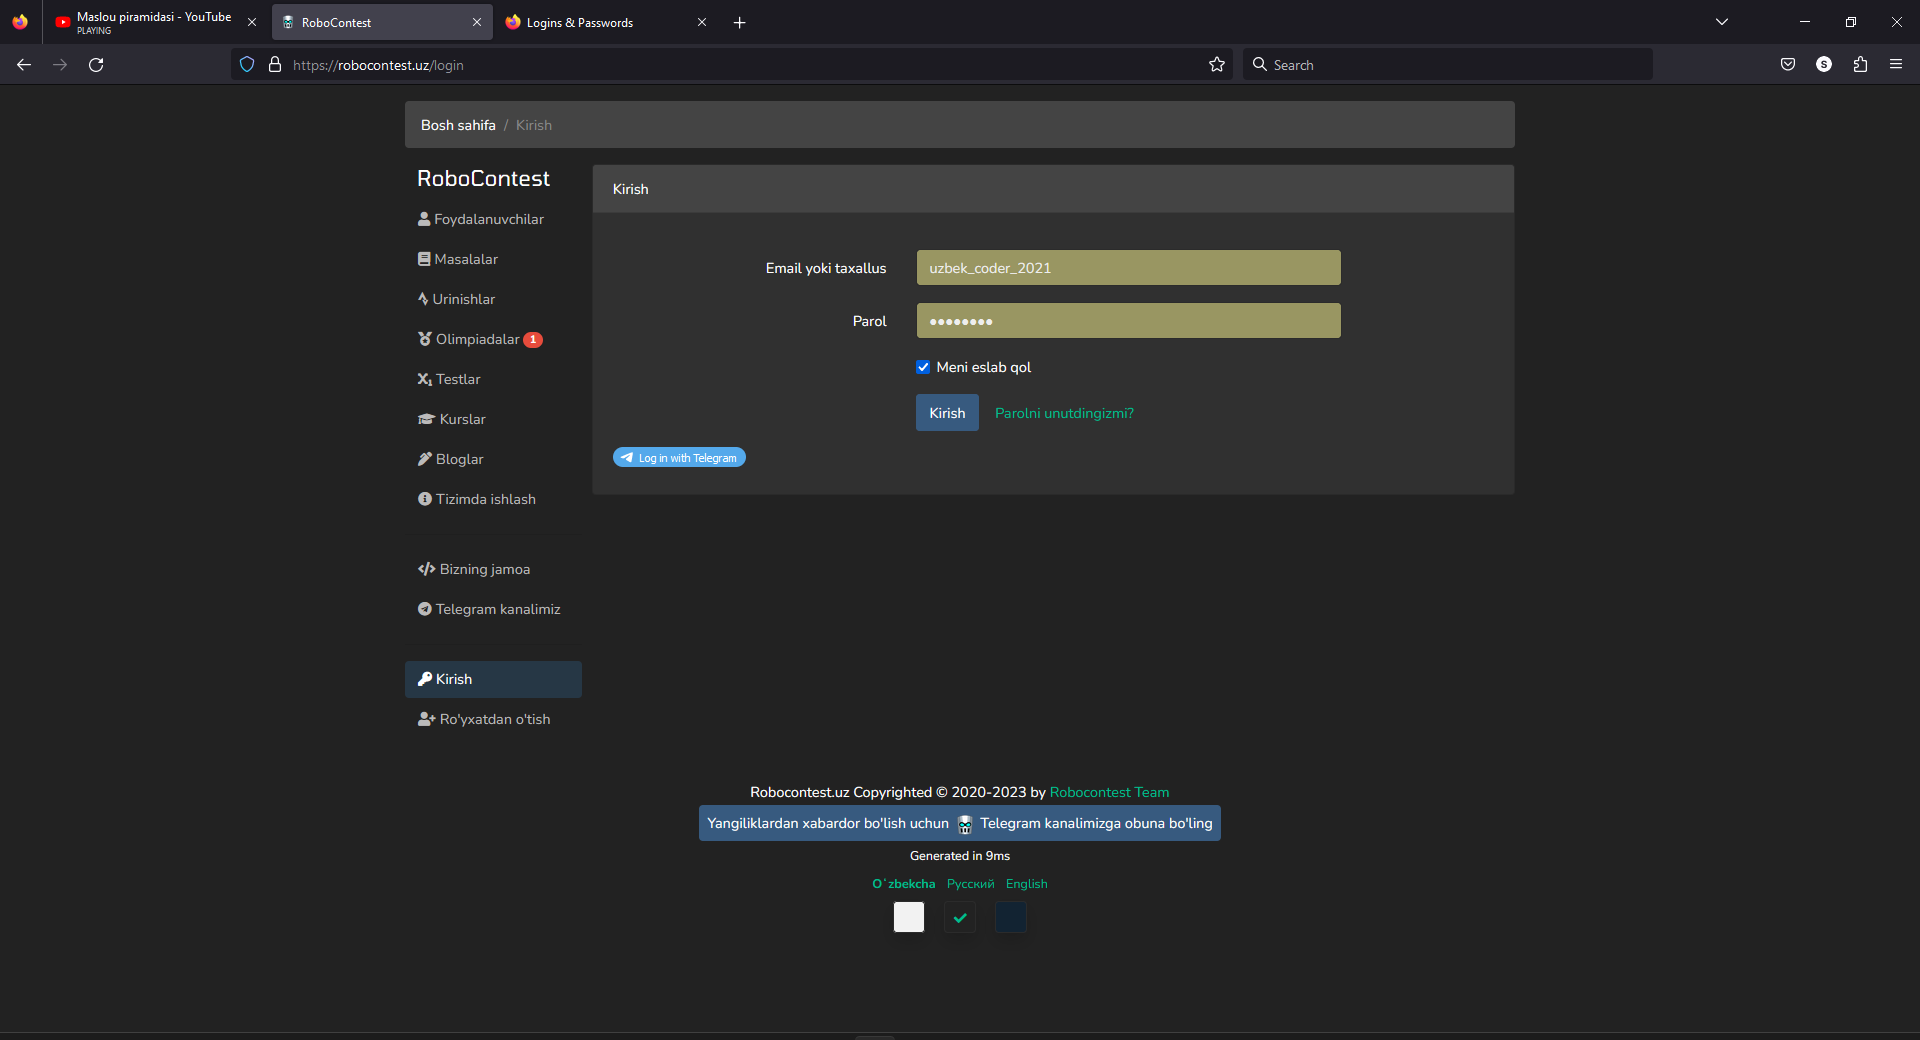 Maslou piramidasi - YouTube
PLAYING
RoboContest
Logins & Passwords
https://robocontest.uz/login
Search
S
Bosh sahifa / Kirish
RoboContest
Foydalanuvchilar
Masalalar
Urinishlar
Olimpiadalar 1
Testlar
Kurslar
Bloglar
Tizimda ishlash
Bizning jamoa
Telegram kanalimiz
Kirish
Ro'yxatdan o'tish
Kirish
Email yoki taxallus
uzbek_coder_2021
Parol
●●●●●●●●
Meni eslab qol
Kirish
Parolni unutdingizmi?
Log in with Telegram
Robocontest.uz Copyrighted © 2020-2023 by Robocontest Team
Yangiliklardan xabardor bo'lish uchun Telegram kanalimizga obuna bo'ling
Generated in 9ms
Oʻzbekcha Русский English